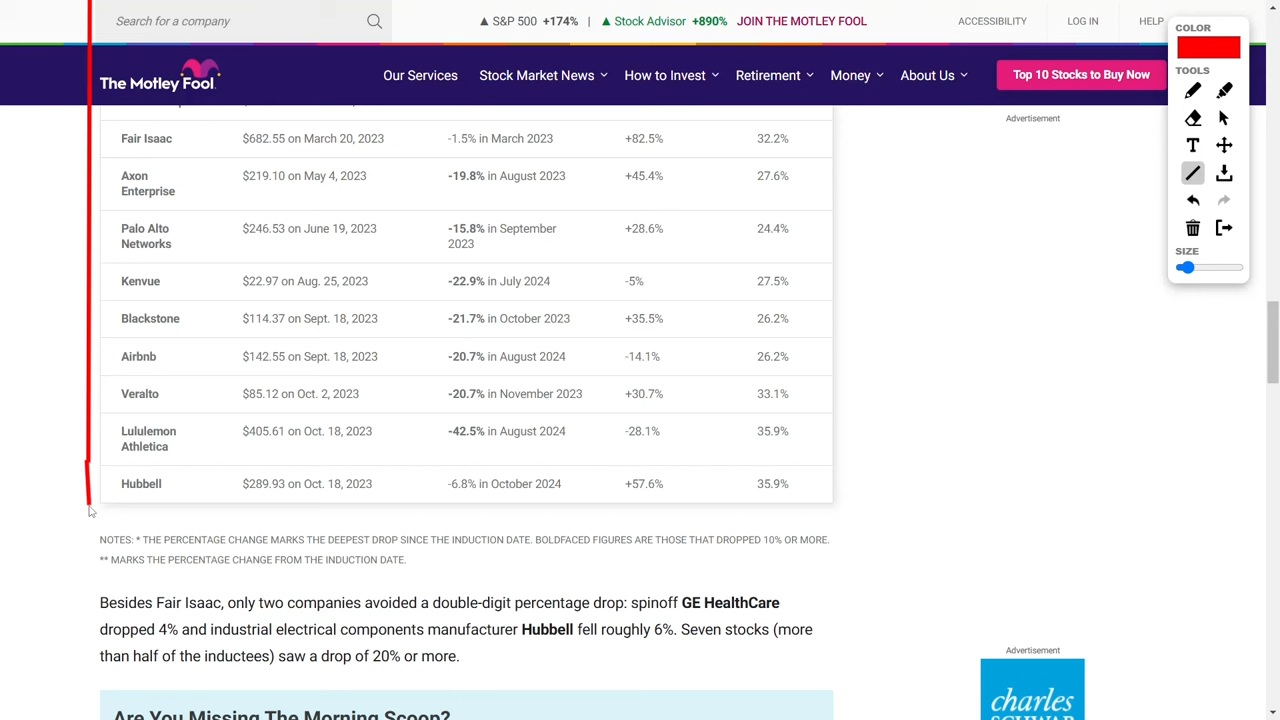 Search for a company
▲ S&P 500 +174% | ▲ Stock Advisor +890% JOIN THE MOTLEY FOOL
ACCESSIBILITY LOG IN HELP
The Motley Fool.
Our Services Stock Market News How to Invest Retirement Money About Us
Top 10 Stocks to Buy Now
Fair Isaac $682.55 on March 20, 2023 -1.5% in March 2023 +82.5% 32.2%
Axon Enterprise $219.10 on May 4, 2023 -19.8% in August 2023 +45.4% 27.6%
Palo Alto Networks $246.53 on June 19, 2023 -15.8% in September 2023 +28.6% 24.4%
Kenvue $22.97 on Aug. 25, 2023 -22.9% in July 2024 -5% 27.5%
Blackstone $114.37 on Sept. 18, 2023 -21.7% in October 2023 +35.5% 26.2%
Airbnb $142.55 on Sept. 18, 2023 -20.7% in August 2024 -14.1% 26.2%
Veralto $85.12 on Oct. 2, 2023 -20.7% in November 2023 +30.7% 33.1%
Lululemon Athletica $405.61 on Oct. 18, 2023 -42.5% in August 2024 -28.1% 35.9%
Hubbell $289.93 on Oct. 18, 2023 -6.8% in October 2024 +57.6% 35.9%
NOTES: * THE PERCENTAGE CHANGE MARKS THE DEEPEST DROP SINCE THE INDUCTION DATE. BOLDFACED FIGURES ARE THOSE THAT DROPPED 10% OR MORE.
** MARKS THE PERCENTAGE CHANGE FROM THE INDUCTION DATE.
Besides Fair Isaac, only two companies avoided a double-digit percentage drop: spinoff GE HealthCare
dropped 4% and industrial electrical components manufacturer Hubbell fell roughly 6%. Seven stocks (more
than half of the inductees) saw a drop of 20% or more.
Are You Missing The Morning Scoop?
Advertisement
Advertisement
charles
SCHWAB
COLOR
TOOLS
T
SIZE